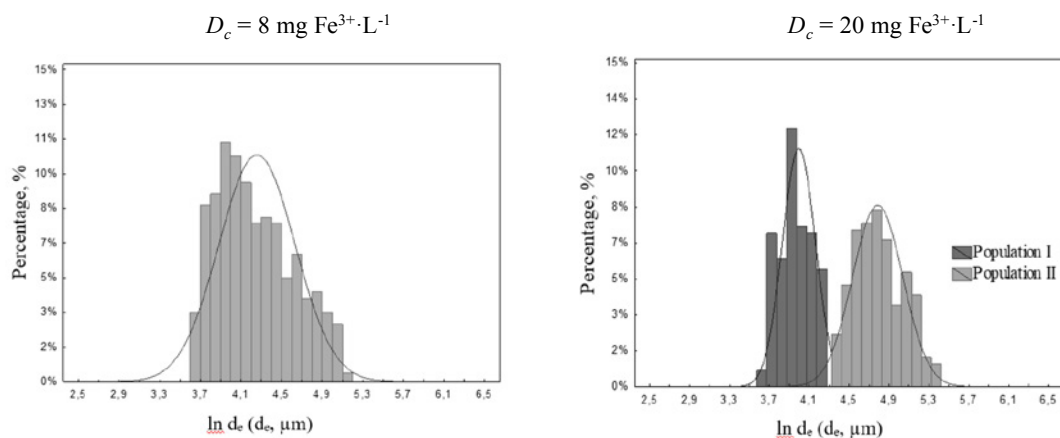 D_c = 8 mg Fe³⁺·L⁻¹
15%
13%
11%
10%
8%
7%
5%
3%
2%
0%
Percentage, %
2,5 2,9 3,3 3,7 4,1 4,5 4,9 5,3 5,7 6,1 6,5
ln dₑ (dₑ, µm)
D_c = 20 mg Fe³⁺·L⁻¹
15%
14%
12%
10%
8%
7%
5%
3%
2%
0%
Percentage, %
Population I
Population II
2,5 2,9 3,3 3,7 4,1 4,5 4,9 5,3 5,7 6,1 6,5
ln dₑ (dₑ, µm)